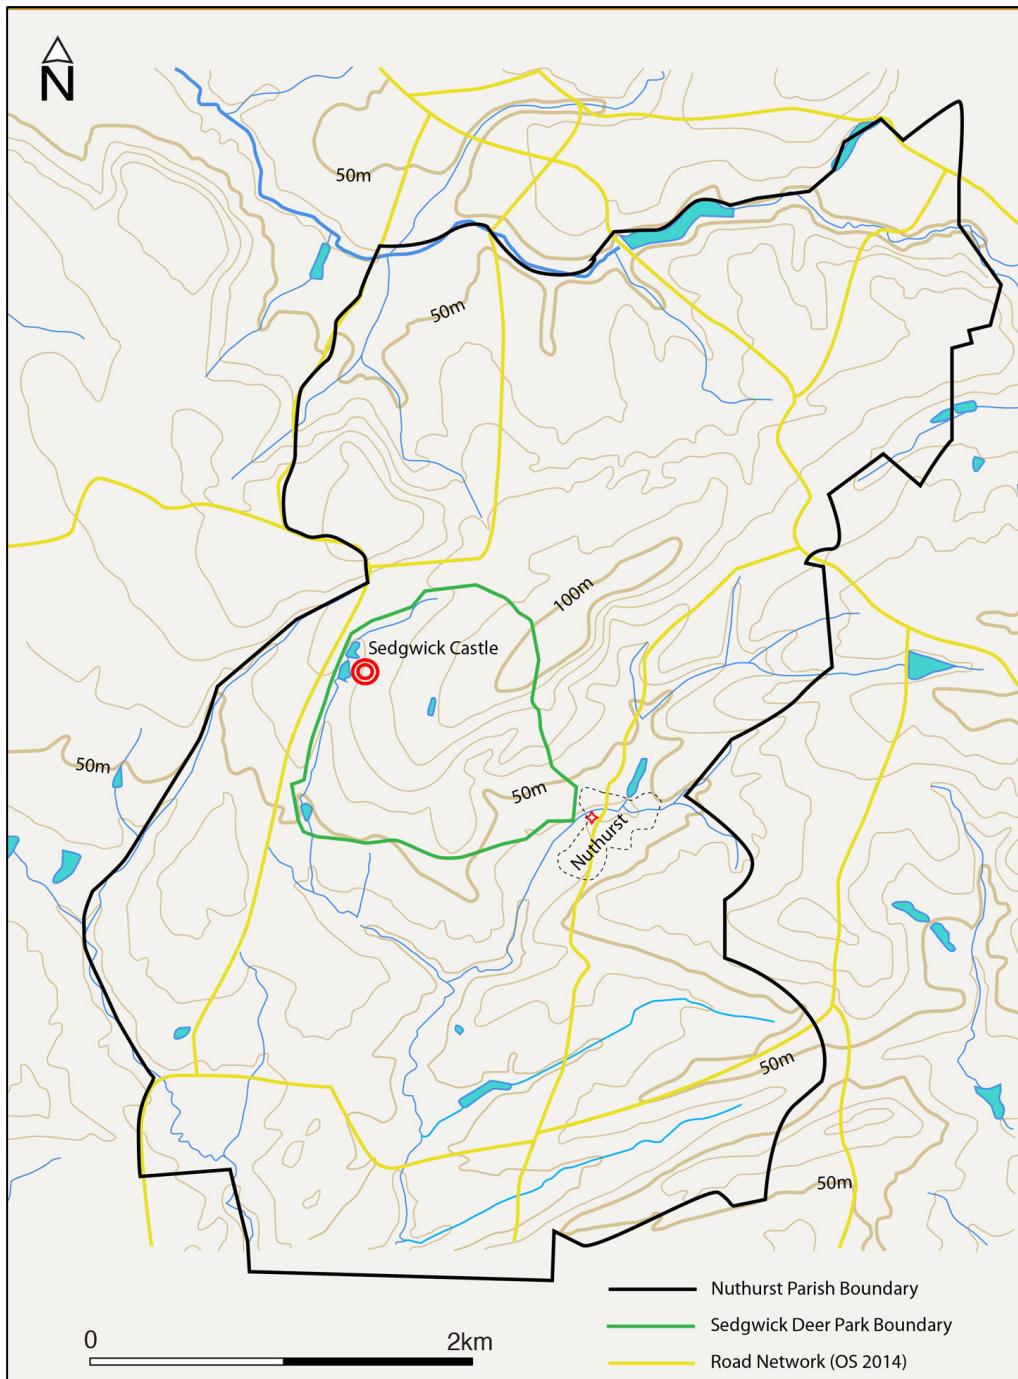 N
50m
50m
100m
Sedgwick Castle
50m
50m
Nuthurst
50m
50m
Nuthurst Parish Boundary
Sedgwick Deer Park Boundary
Road Network (OS 2014)
0 2km